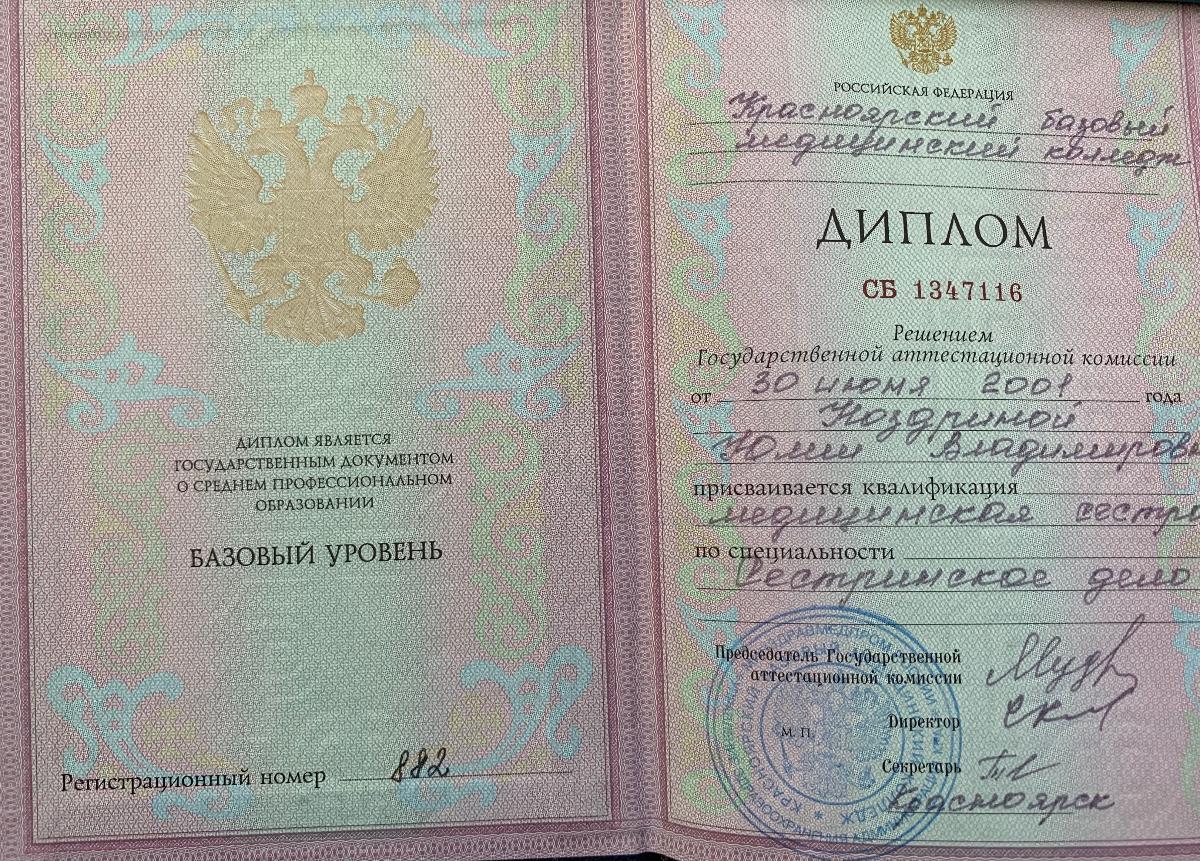 ДИПЛОМ ЯВЛЯЕТСЯ
ГОСУДАРСТВЕННЫМ ДОКУМЕНТОМ
О СРЕДНЕМ ПРОФЕССИОНАЛЬНОМ
ОБРАЗОВАНИИ
БАЗОВЫЙ УРОВЕНЬ
Регистрационный номер 882
РОССИЙСКАЯ ФЕДЕРАЦИЯ
Красноярский базовый
медицинский колледж
ДИПЛОМ
СБ 1347116
Решением
Государственной аттестационной комиссии
от 30 июня 2001 года
Ноздриной
Юлии Владимировн
присваивается квалификация
медицинская сестра
по специальности
Сестринское дело
Председатель Государственной
аттестационной комиссии
Директор
М. П.
Секретарь
Красноярск